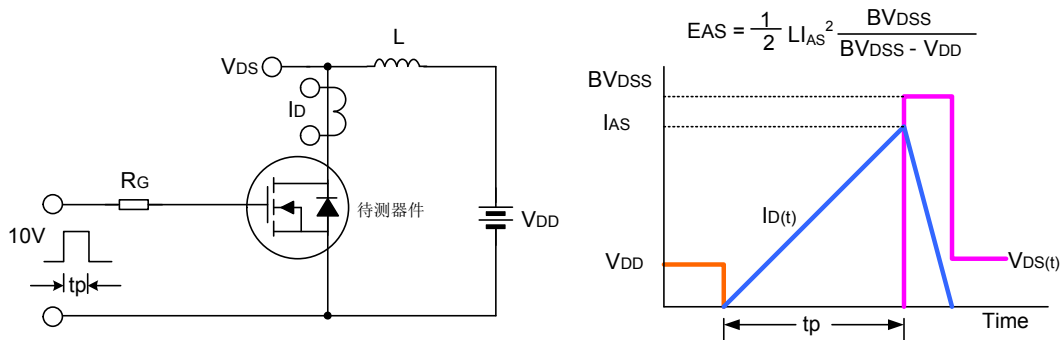 VDS
L
ID
RG
10V
tp
待测器件
VDD
EAS = 1/2 LIAS² BVDSS / (BVDSS - VDD)
BVDSS
IAS
ID(t)
VDD
VDS(t)
tp
Time